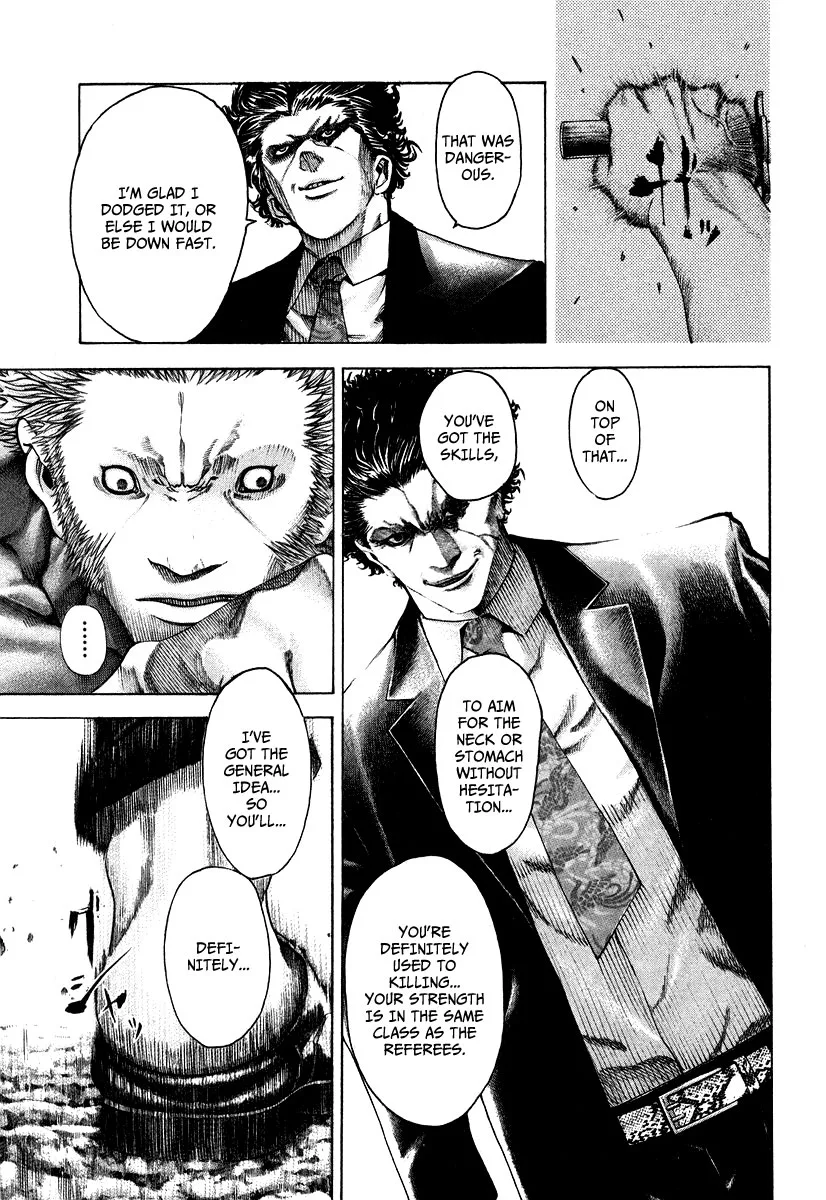 THAT WAS
DANGER-
OUS.
I'M GLAD I
DODGED IT, OR
ELSE I WOULD
BE DOWN FAST.
ON
TOP
OF
THAT...
YOU'VE
GOT THE
SKILLS,
TO AIM
FOR THE
NECK OR
STOMACH
WITHOUT
HESITA-
TION...
YOU'RE
DEFINITELY
USED TO
KILLING...
YOUR STRENGTH
IS IN THE SAME
CLASS AS THE
REFEREES.
......
I'VE
GOT THE
GENERAL
IDEA...
SO
YOU'LL...
DEFI-
NITELY...